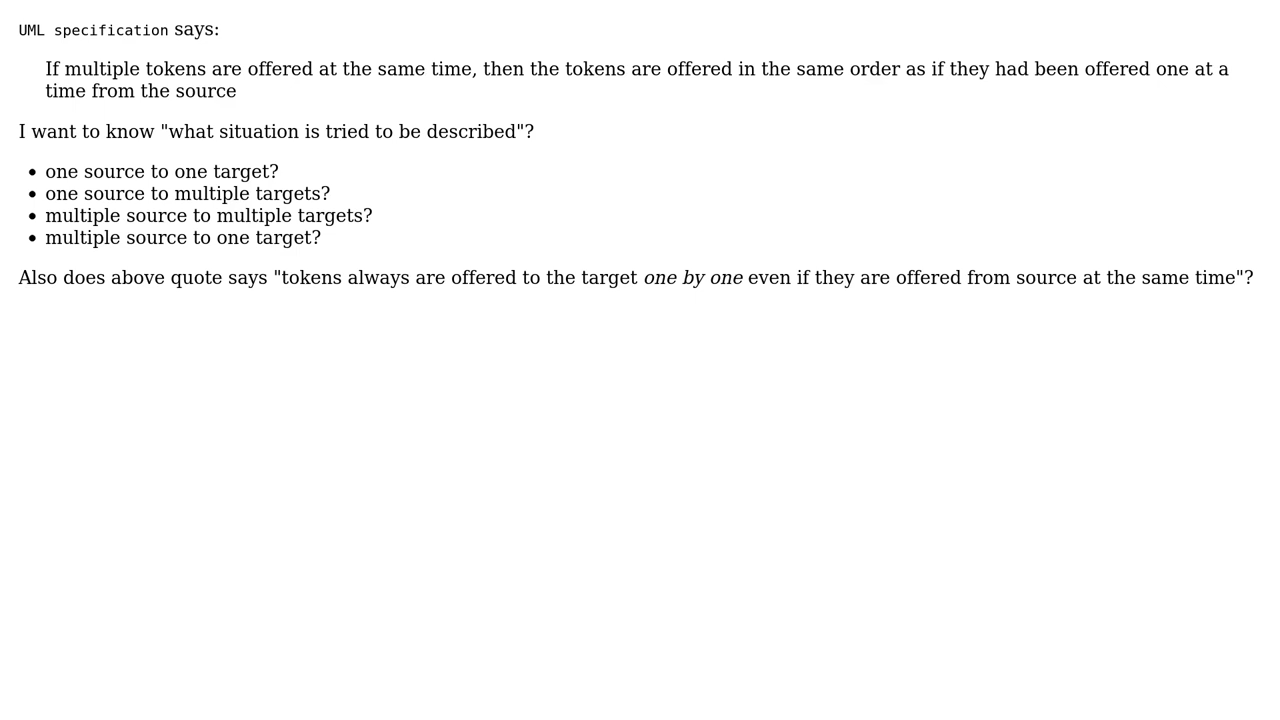 UML specification says:
If multiple tokens are offered at the same time, then the tokens are offered in the same order as if they had been offered one at a
time from the source
I want to know "what situation is tried to be described"?
• one source to one target?
• one source to multiple targets?
• multiple source to multiple targets?
• multiple source to one target?
Also does above quote says "tokens always are offered to the target one by one even if they are offered from source at the same time"?